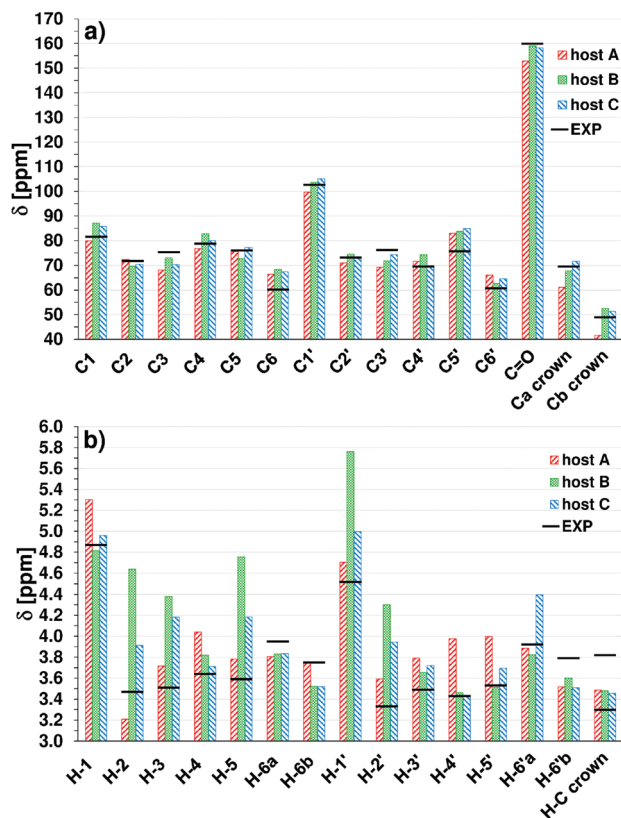 a)
δ [ppm]
170
160
150
140
130
120
110
100
90
80
70
60
50
40
host A
host B
host C
EXP
C1
C2
C3
C4
C5
C6
C1'
C2'
C3'
C4'
C5'
C6'
C=O
Ca crown
Cb crown
b)
δ [ppm]
6.0
5.8
5.6
5.4
5.2
5.0
4.8
4.6
4.4
4.2
4.0
3.8
3.6
3.4
3.2
3.0
host A
host B
host C
EXP
H-1
H-2
H-3
H-4
H-5
H-6a
H-6b
H-1'
H-2'
H-3'
H-4'
H-5'
H-6'a
H-6'b
H-C crown